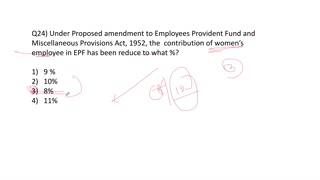 Q24) Under Proposed amendment to Employees Provident Fund and
Miscellaneous Provisions Act, 1952, the contribution of women's
employee in EPF has been reduce to what %?
1) 9 %
2) 10%
3) 8%
4) 11%
3